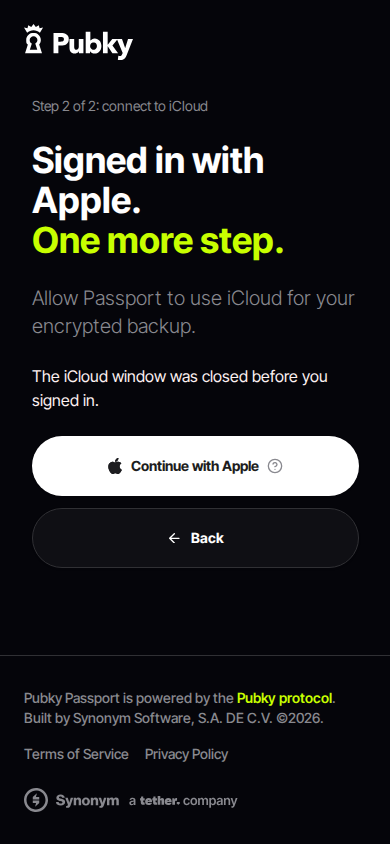 Pubky
Step 2 of 2: connect to iCloud
Signed in with
Apple.
One more step.
Allow Passport to use iCloud for your
encrypted backup.
The iCloud window was closed before you
signed in.
Continue with Apple
Back
Pubky Passport is powered by the Pubky protocol.
Built by Synonym Software, S.A. DE C.V. ©2026.
Terms of Service Privacy Policy
Synonym a tether. company